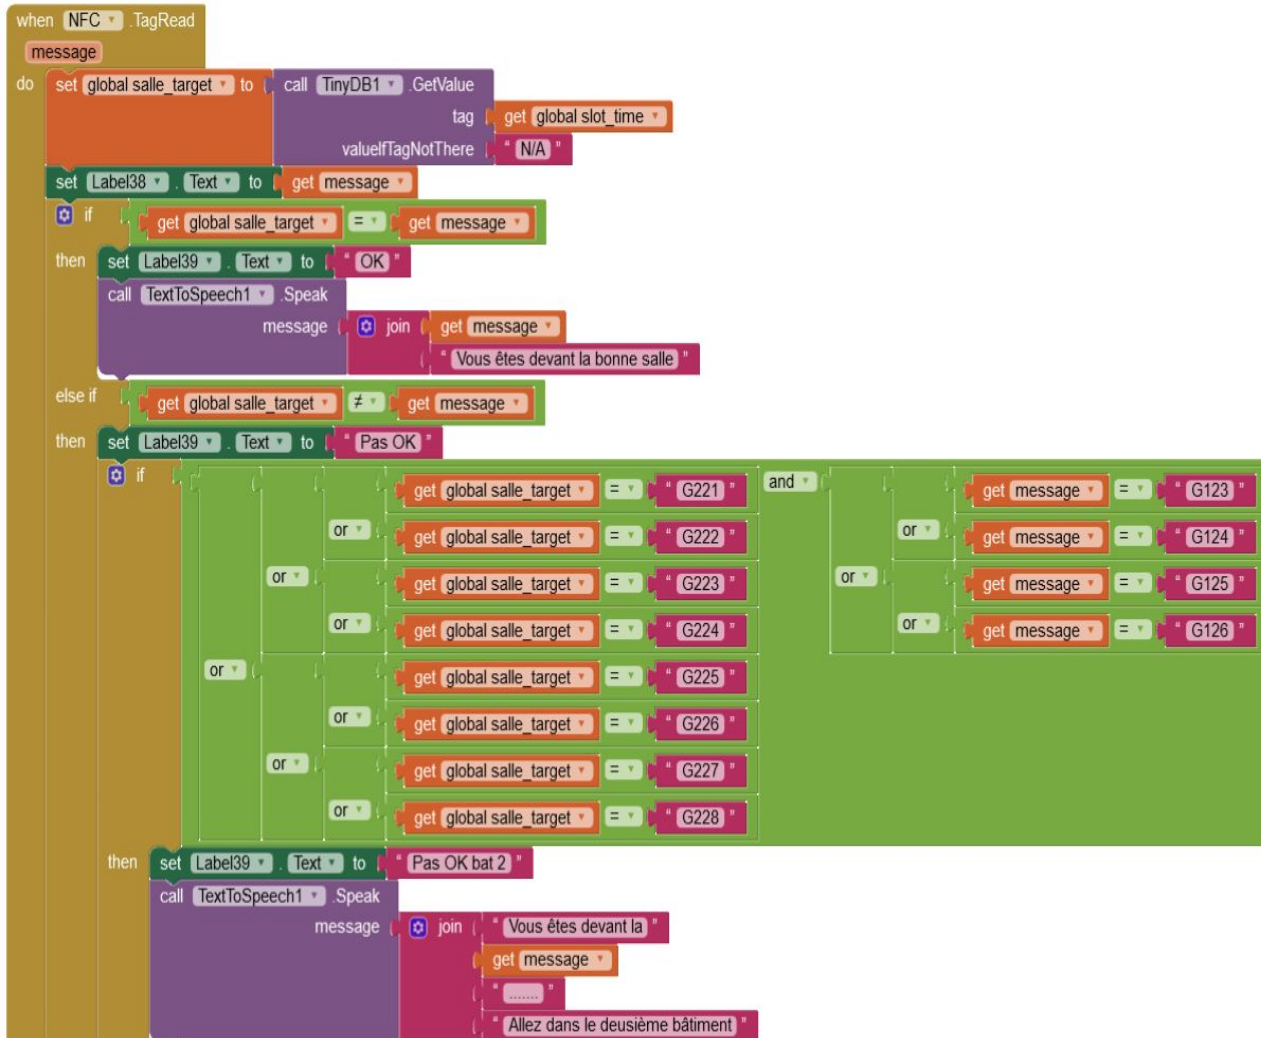 when NFC .TagRead
message
do set global salle_target to call TinyDB1 .GetValue
tag get global slot_time
valueIfTagNotThere " N/A "
set Label38 . Text to get message
if get global salle_target = get message
then set Label39 . Text to " OK "
call TextToSpeech1 .Speak
message join get message
" Vous êtes devant la bonne salle "
else if get global salle_target ≠ get message
then set Label39 . Text to " Pas OK "
if get global salle_target = " G221 " and get message = " G123 "
or get global salle_target = " G222 " or get message = " G124 "
or get global salle_target = " G223 " or get message = " G125 "
or get global salle_target = " G224 " or get message = " G126 "
or get global salle_target = " G225 "
or get global salle_target = " G226 "
or get global salle_target = " G227 "
or get global salle_target = " G228 "
then set Label39 . Text to " Pas OK bat 2 "
call TextToSpeech1 .Speak
message join " Vous êtes devant la "
get message
" ....... "
" Allez dans le deusième bâtiment "